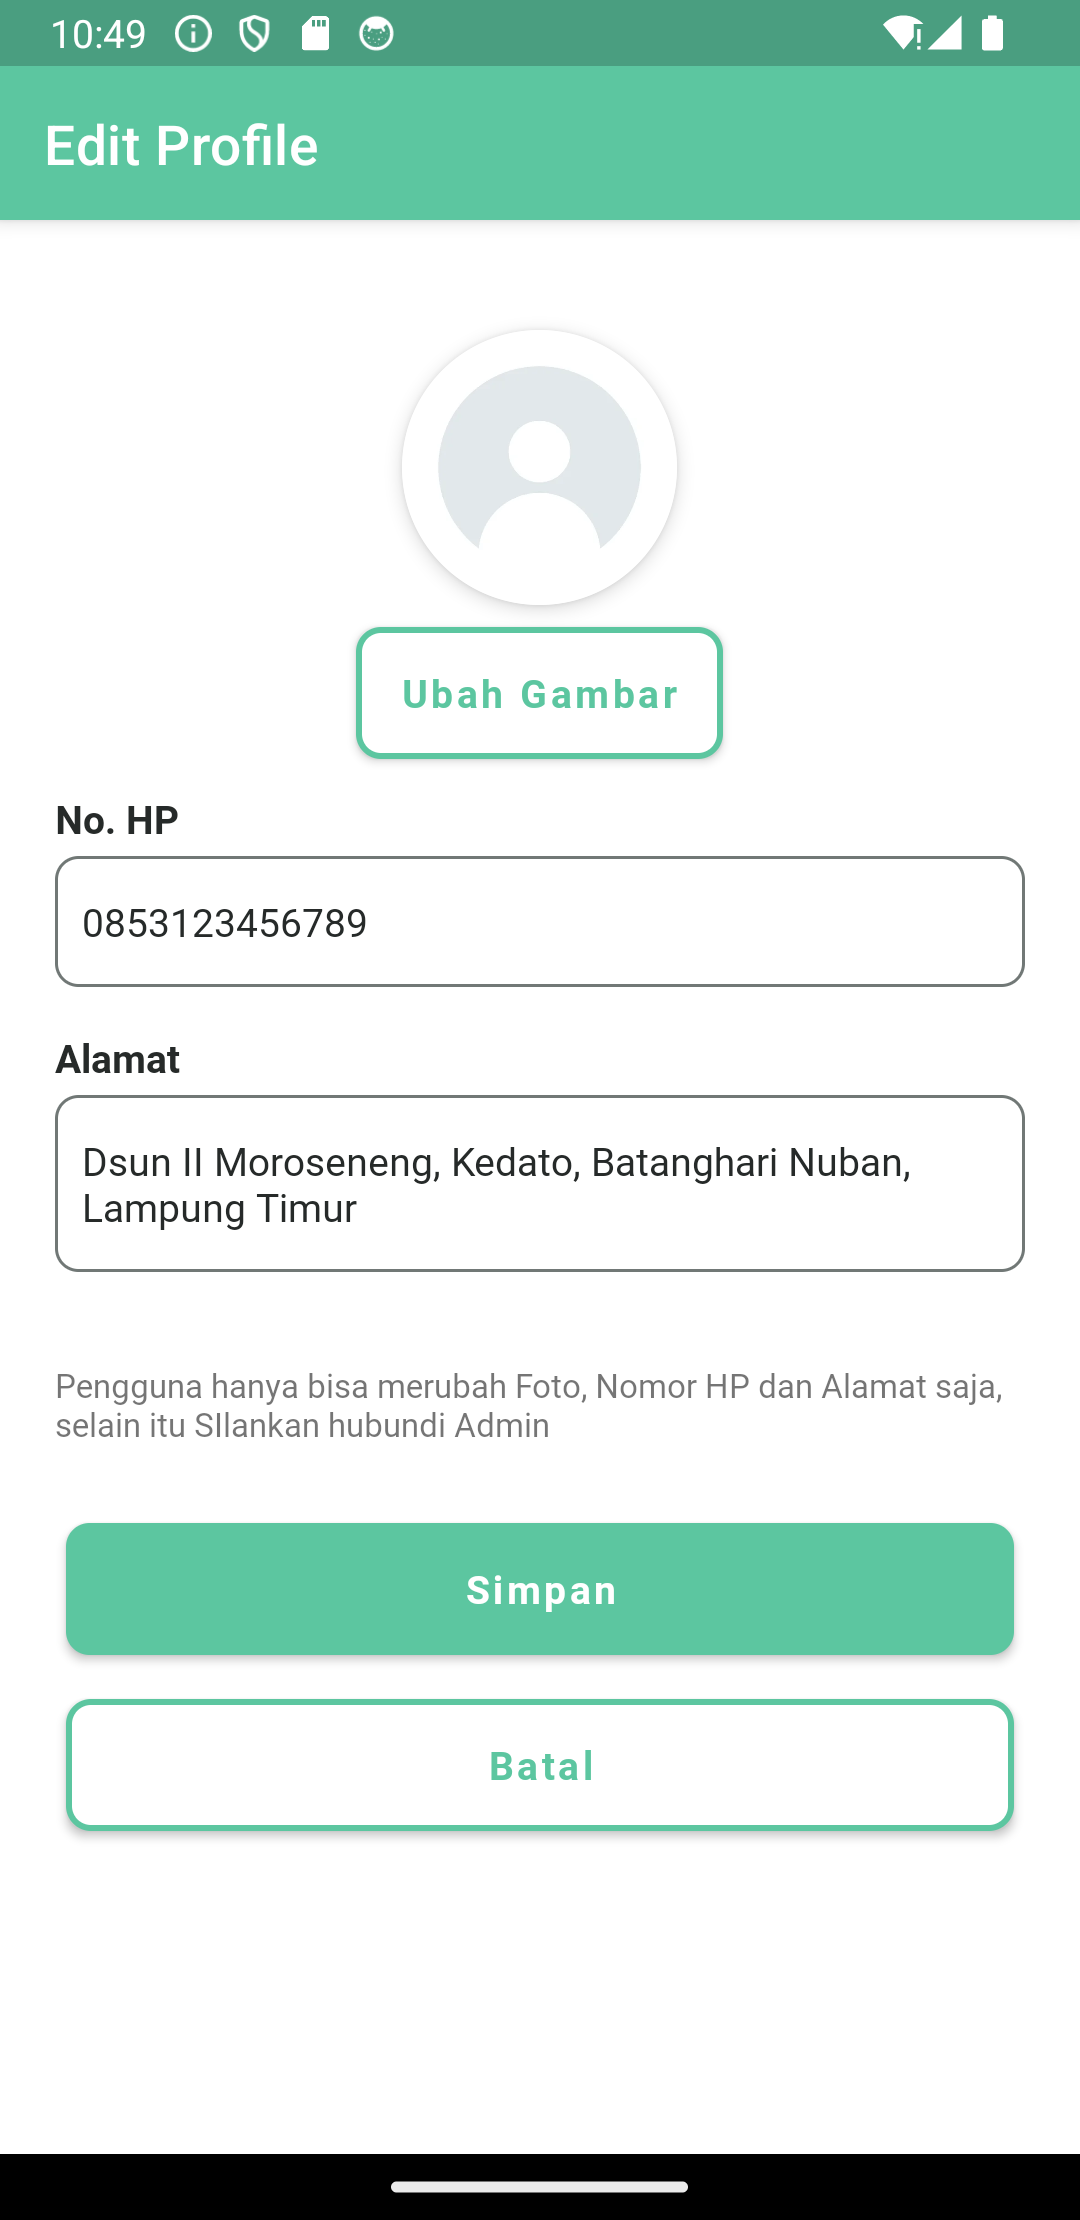 10:49
Edit Profile
Ubah Gambar
No. HP
0853123456789
Alamat
Dsun II Moroseneng, Kedato, Batanghari Nuban,
Lampung Timur
Pengguna hanya bisa merubah Foto, Nomor HP dan Alamat saja,
selain itu SIlankan hubundi Admin
Simpan
Batal